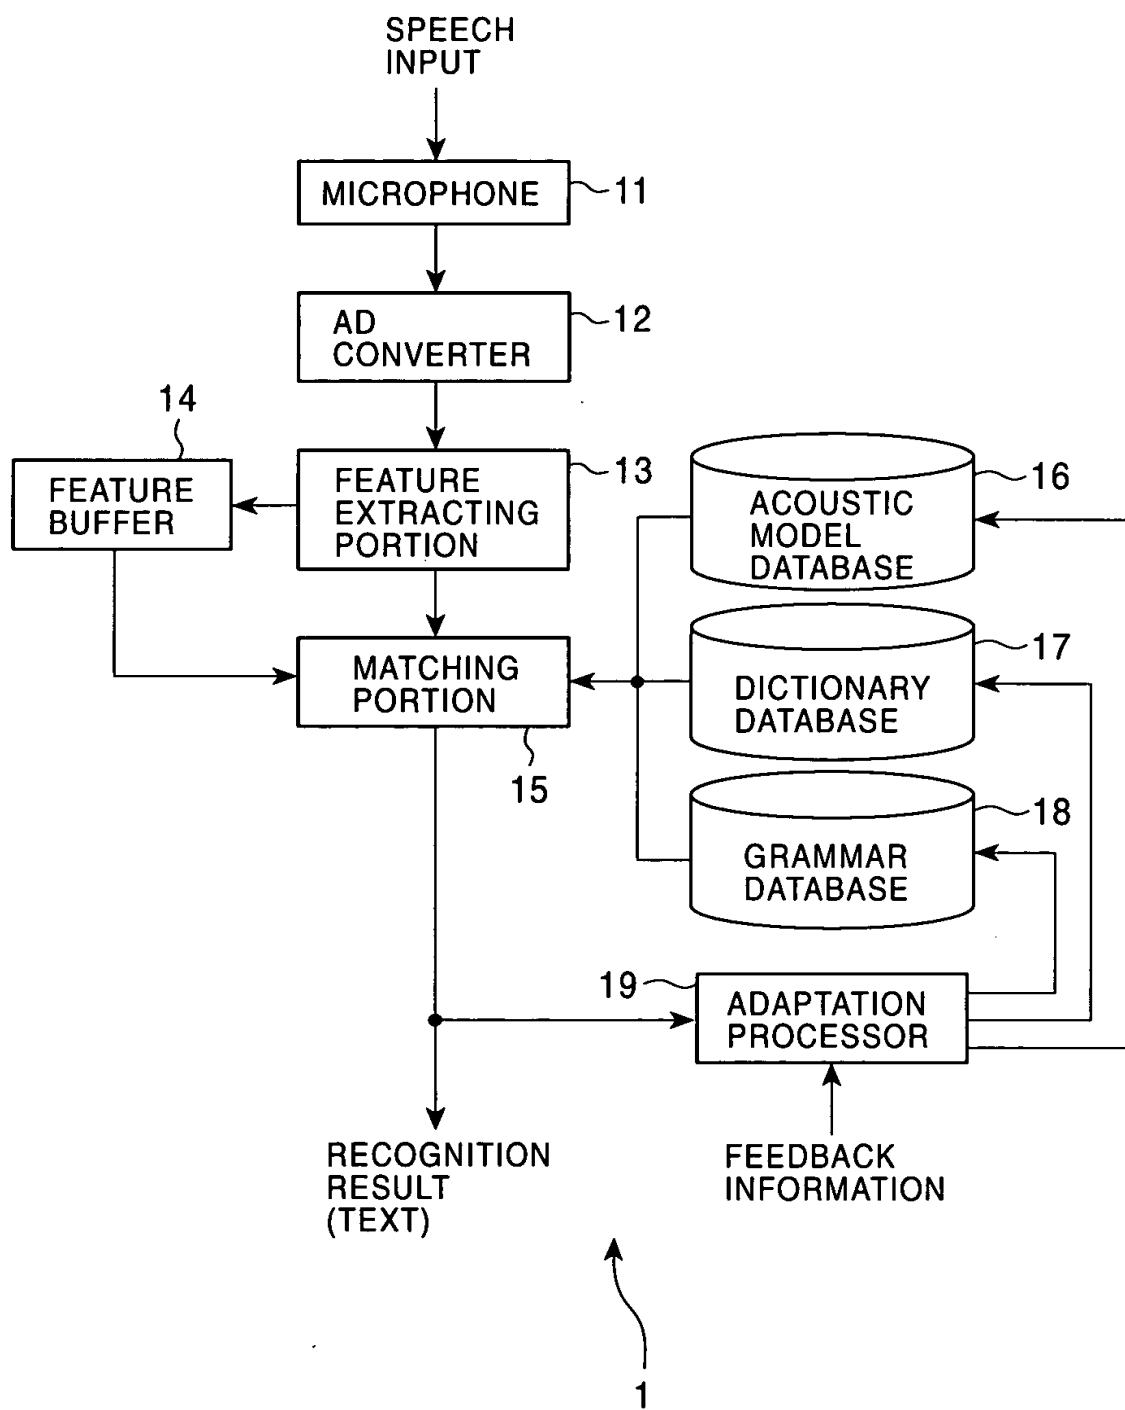 SPEECH
INPUT
MICROPHONE
11
AD
CONVERTER
12
14
FEATURE
BUFFER
FEATURE
EXTRACTING
PORTION
13
ACOUSTIC
MODEL
DATABASE
16
MATCHING
PORTION
15
DICTIONARY
DATABASE
17
GRAMMAR
DATABASE
18
19
ADAPTATION
PROCESSOR
RECOGNITION
RESULT
(TEXT)
FEEDBACK
INFORMATION
1